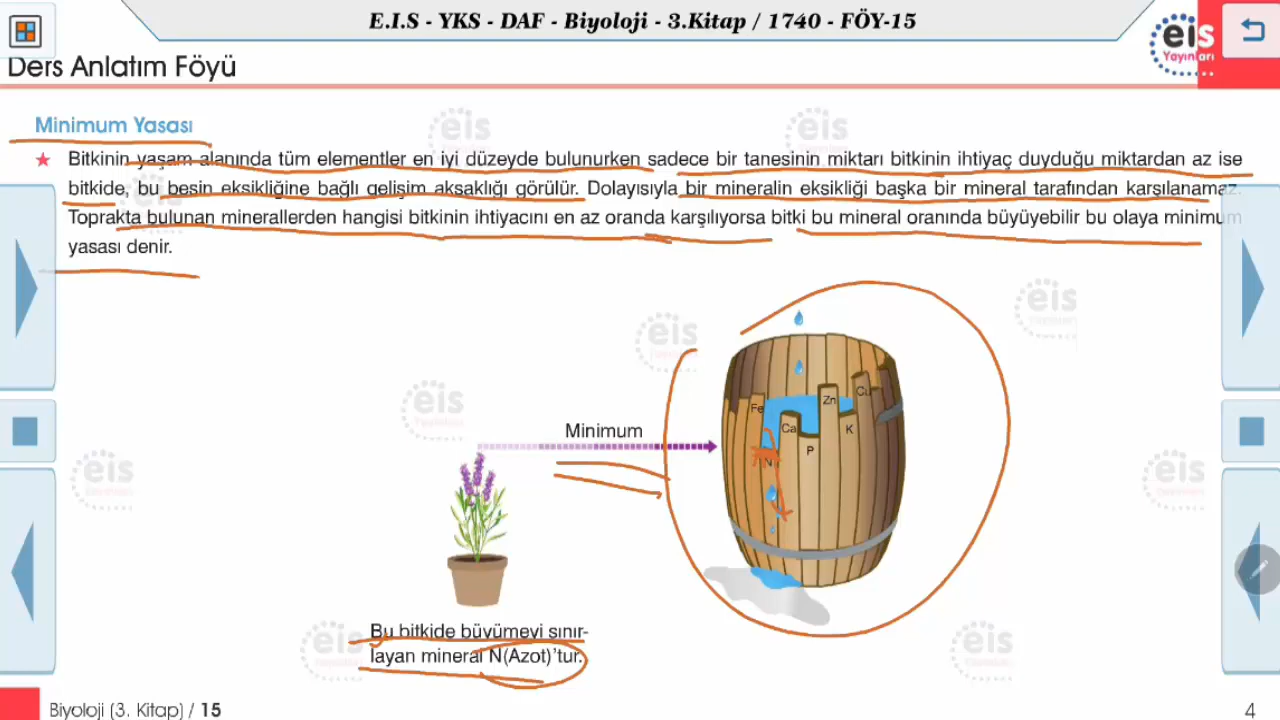 E.I.S - YKS - DAF - Biyoloji - 3.Kitap / 1740 - FÖY-15
eis
Yayınları
Ders Anlatım Föyü
Minimum Yasası
★ Bitkinin yaşam alanında tüm elementler en iyi düzeyde bulunurken sadece bir tanesinin miktarı bitkinin ihtiyaç duyduğu miktardan az ise
bitkide, bu besin eksikliğine bağlı gelişim aksaklığı görülür. Dolayısıyla bir mineralin eksikliği başka bir mineral tarafından karşılanamaz.
Toprakta bulunan minerallerden hangisi bitkinin ihtiyacını en az oranda karşılıyorsa bitki bu mineral oranında büyüyebilir bu olaya minimum
yasası denir.
Minimum
Fe
N
Ca
P
Zn
K
Cu
Bu bitkide büyümeyi sınır-
layan mineral N(Azot)'tur.
Biyoloji (3. Kitap) / 15
4